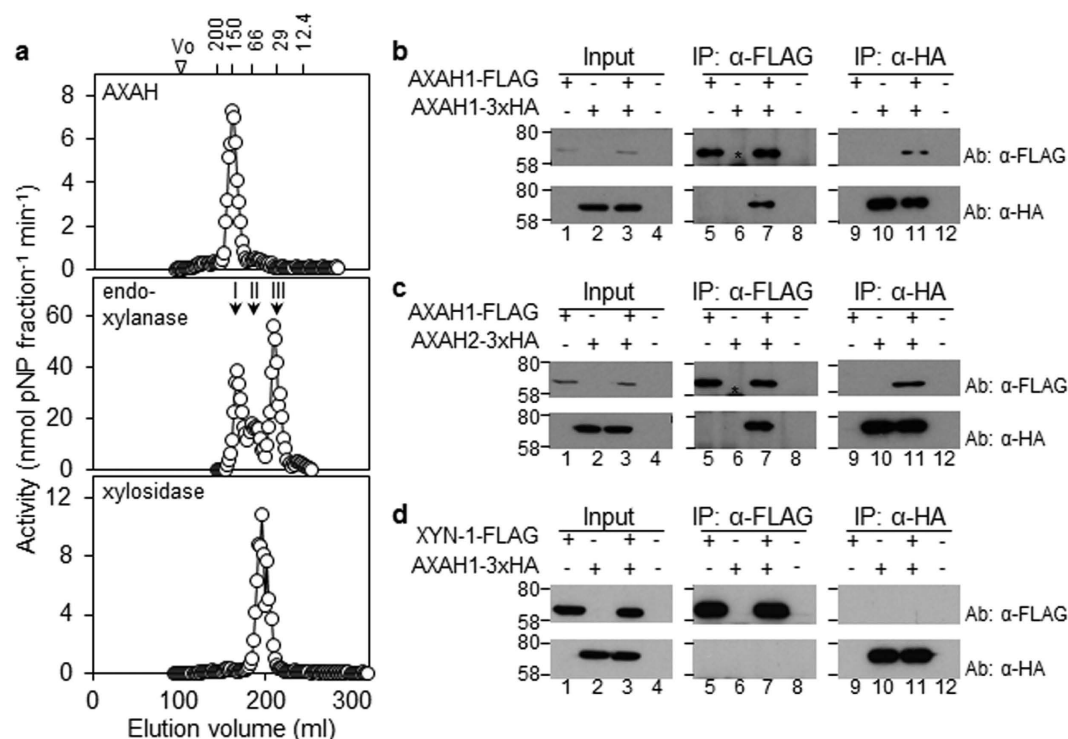 a
Vo 200 150 66 29 12.4
AXAH
8
6
4
2
0
endo-
xylanase
I II III
60
40
20
0
xylosidase
12
8
4
0
0 100 200 300
Activity (nmol pNP fraction-1 min-1)
Elution volume (ml)
b
Input IP: α-FLAG IP: α-HA
AXAH1-FLAG + - + - + - + - + - + -
AXAH1-3xHA - + + - - + + - - + + -
80
58
*
Ab: α-FLAG
80
58
Ab: α-HA
1 2 3 4 5 6 7 8 9 10 11 12
c
Input IP: α-FLAG IP: α-HA
AXAH1-FLAG + - + - + - + - + - + -
AXAH2-3xHA - + + - - + + - - + + -
80
58
*
Ab: α-FLAG
80
58
Ab: α-HA
1 2 3 4 5 6 7 8 9 10 11 12
d
Input IP: α-FLAG IP: α-HA
XYN-1-FLAG + - + - + - + - + - + -
AXAH1-3xHA - + + - - + + - - + + -
80
58
Ab: α-FLAG
80
58
Ab: α-HA
1 2 3 4 5 6 7 8 9 10 11 12